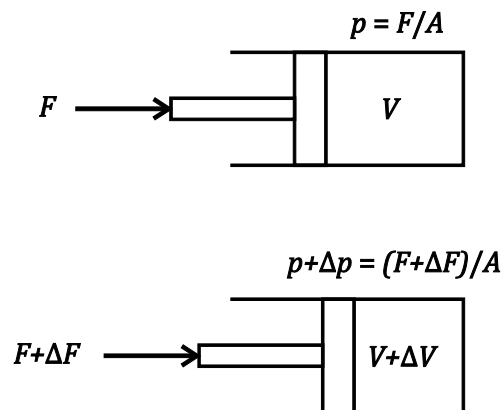 p = F/A
F
V
p+Δp = (F+ΔF)/A
F+ΔF
V+ΔV